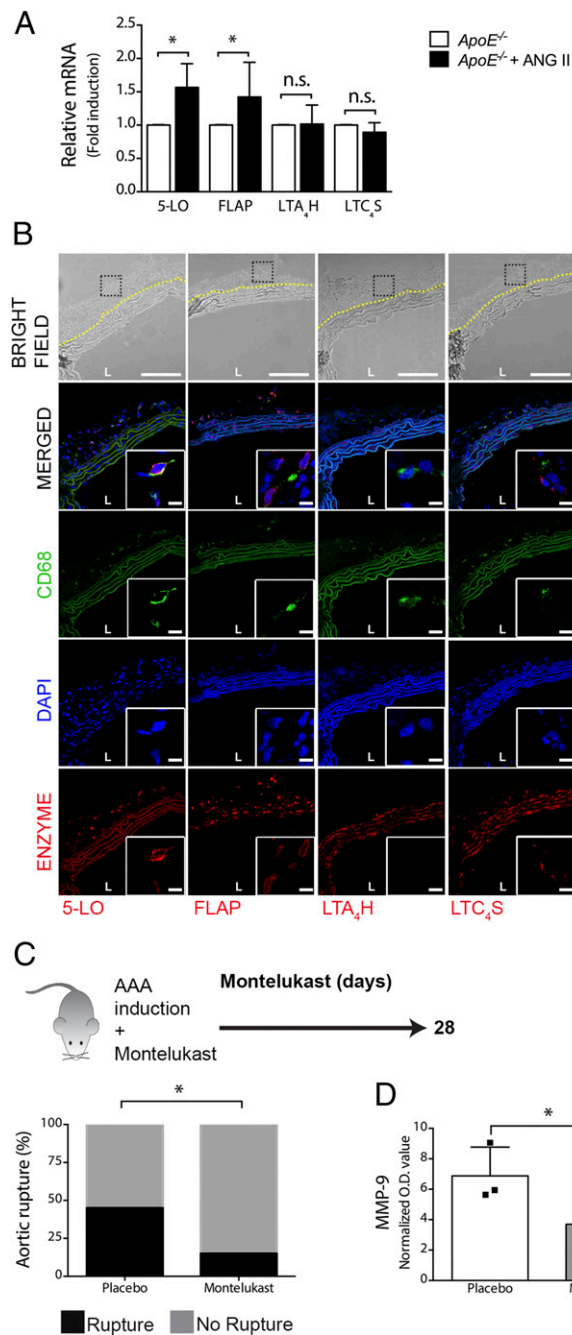 A
Relative mRNA
(Fold induction)
2.0
1.5
1.0
0.5
0.0
*
*
n.s.
n.s.
5-LO FLAP LTA4H LTC4S
ApoE-/-
ApoE-/- + ANG II
B
BRIGHT
FIELD
L L L L
MERGED
L L L L
CD68
L L L L
DAPI
L L L L
ENZYME
L L L L
5-LO FLAP LTA4H LTC4S
C
AAA
induction
+
Montelukast
Montelukast (days)
28
Aortic rupture (%)
100
75
50
25
0
*
Placebo Montelukast
Rupture No Rupture
D
MMP-9
Normalized O.D. value
10
8
6
4
2
0
*
Placebo M